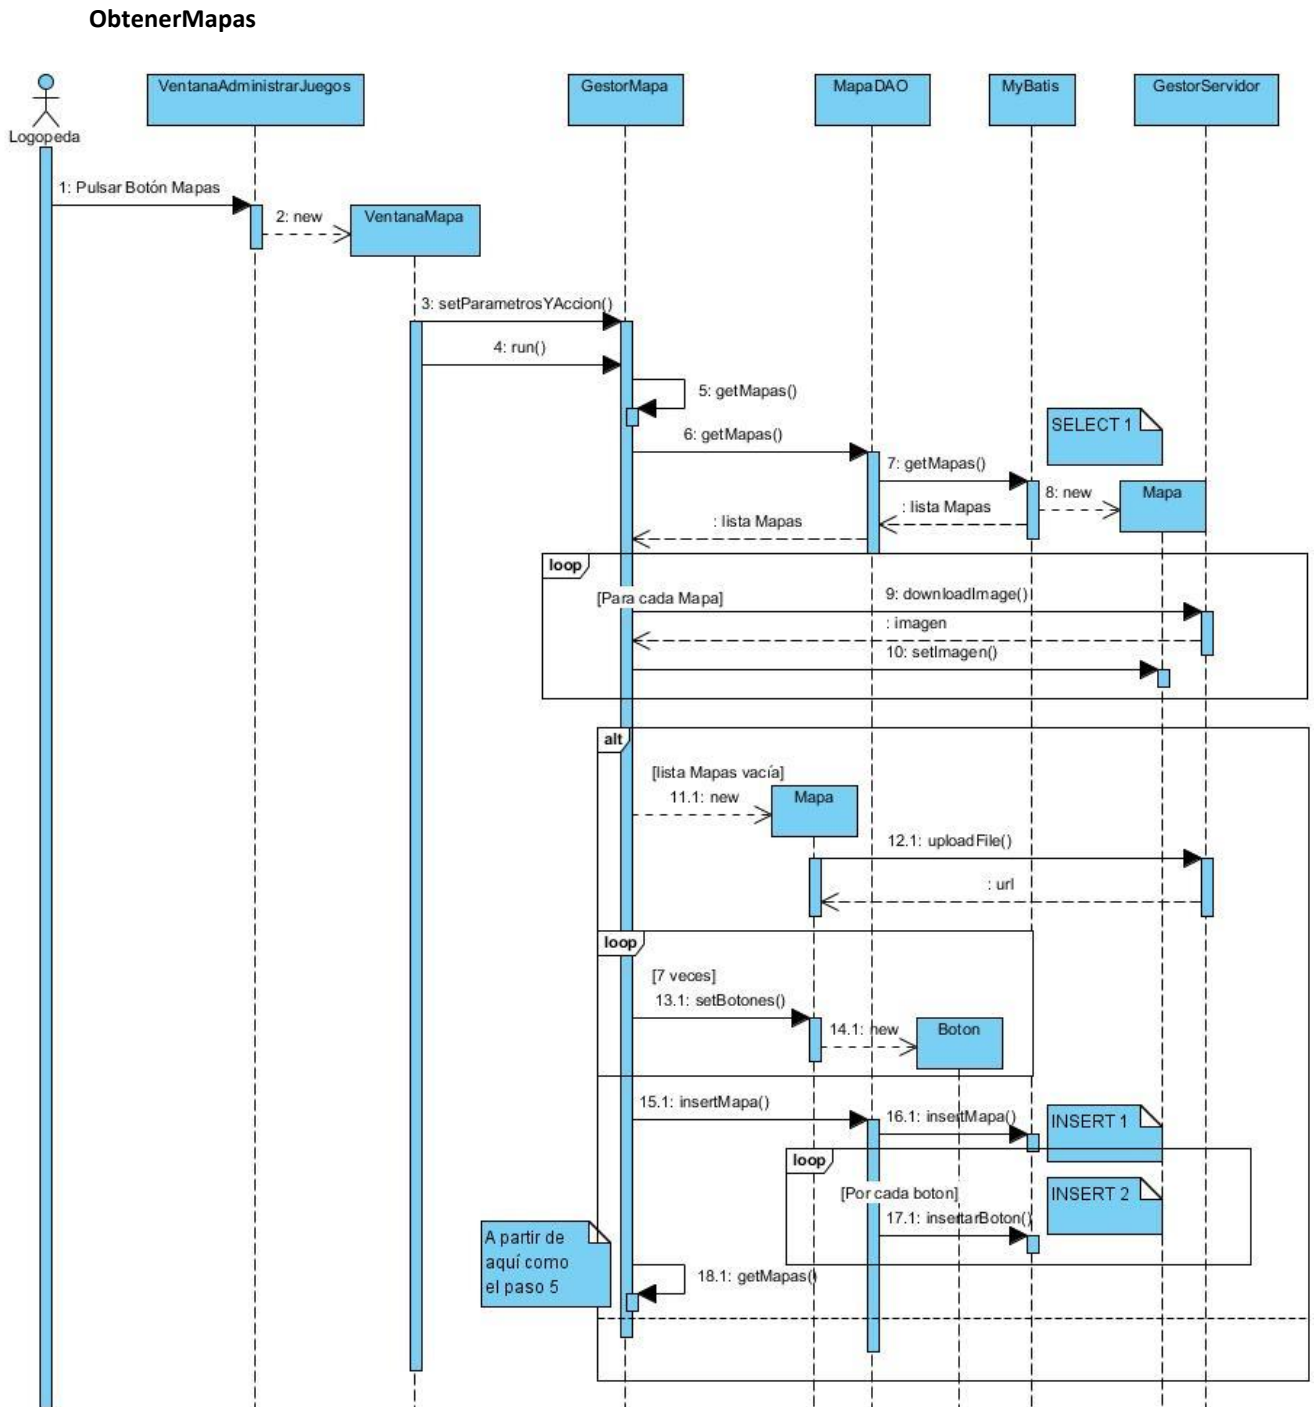 ObtenerMapas
VentanaAdministrarJuegos
GestorMapa
MapaDAO
MyBatis
GestorServidor
Logopeda
1: Pulsar Botón Mapas
2: new
VentanaMapa
3: setParametrosYAccion()
4: run()
5: getMapas()
SELECT 1
6: getMapas()
7: getMapas()
8: new
Mapa
: lista Mapas
: lista Mapas
loop
[Para cada Mapa]
9: downloadImage()
: imagen
10: setImagen()
alt
[lista Mapas vacía]
11.1: new
Mapa
12.1: uploadFile()
: url
loop
[7 veces]
13.1: setBotones()
14.1: new
Boton
15.1: insertMapa()
16.1: insertMapa()
INSERT 1
loop
[Por cada boton]
INSERT 2
17.1: insertarBoton()
A partir de
aquí como
el paso 5
18.1: getMapas()